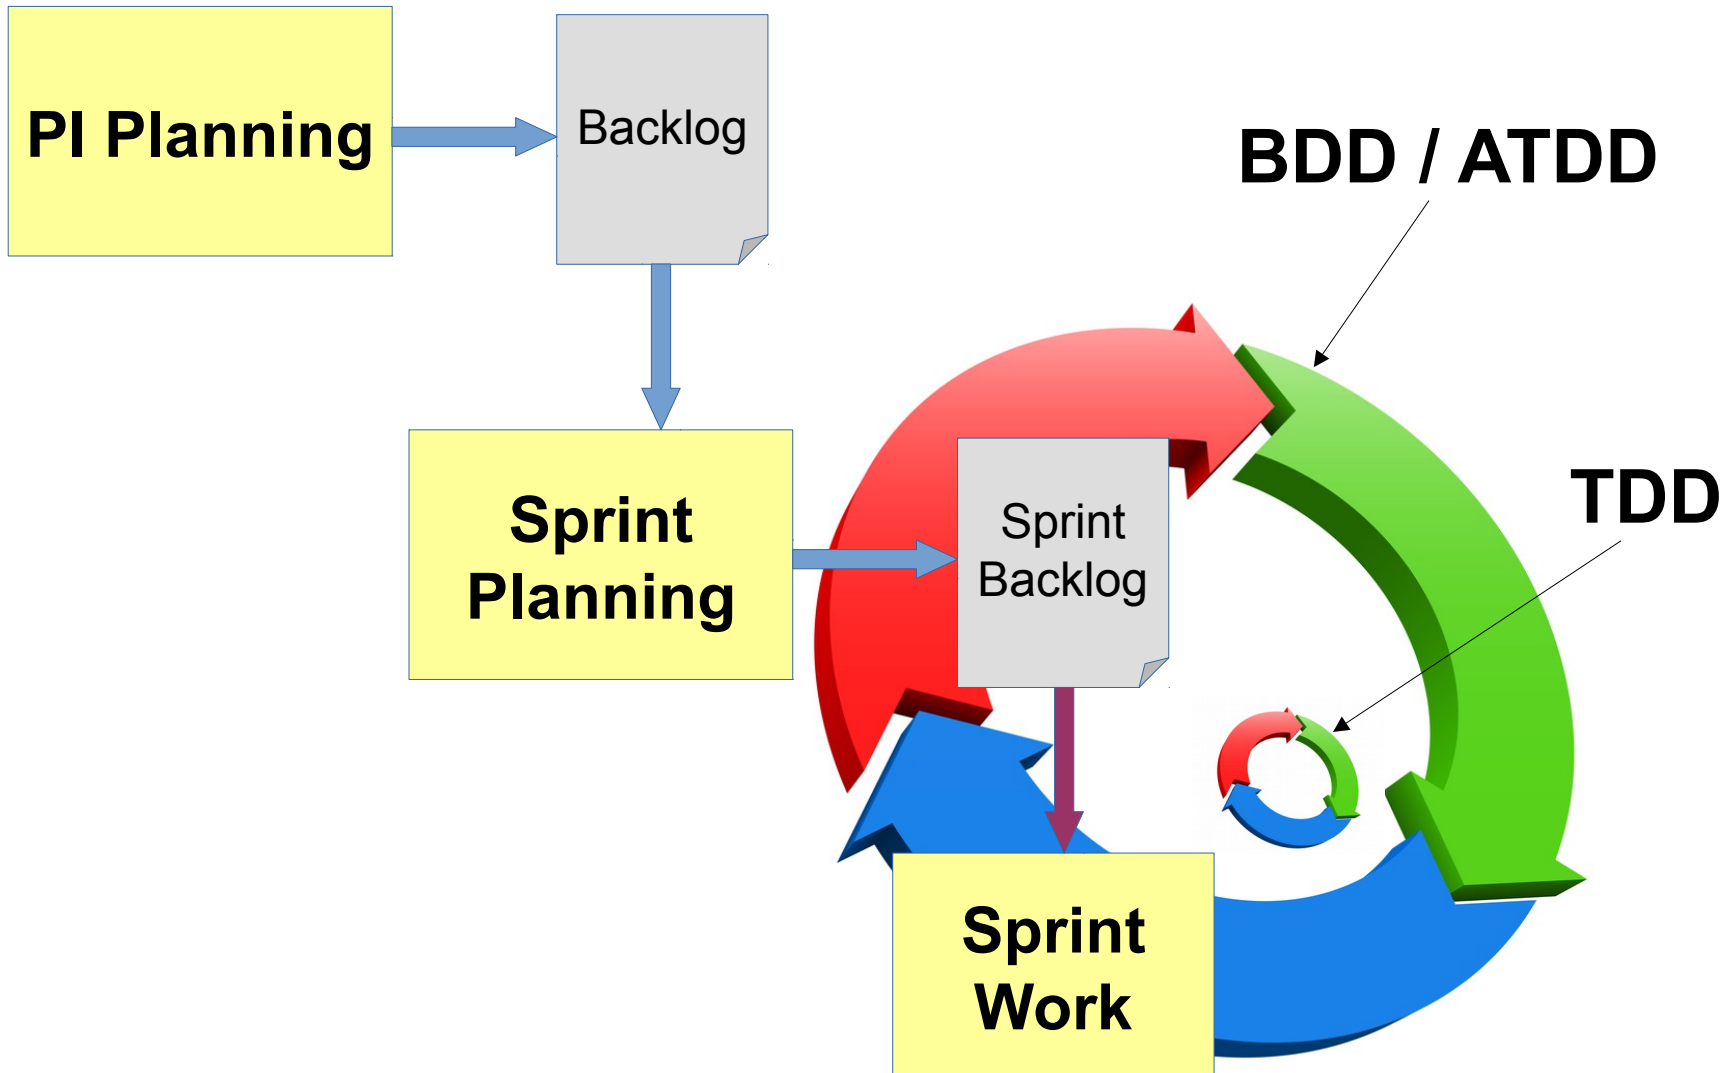 PI Planning
Backlog
BDD / ATDD
Sprint
Planning
Sprint
Backlog
TDD
Sprint
Work